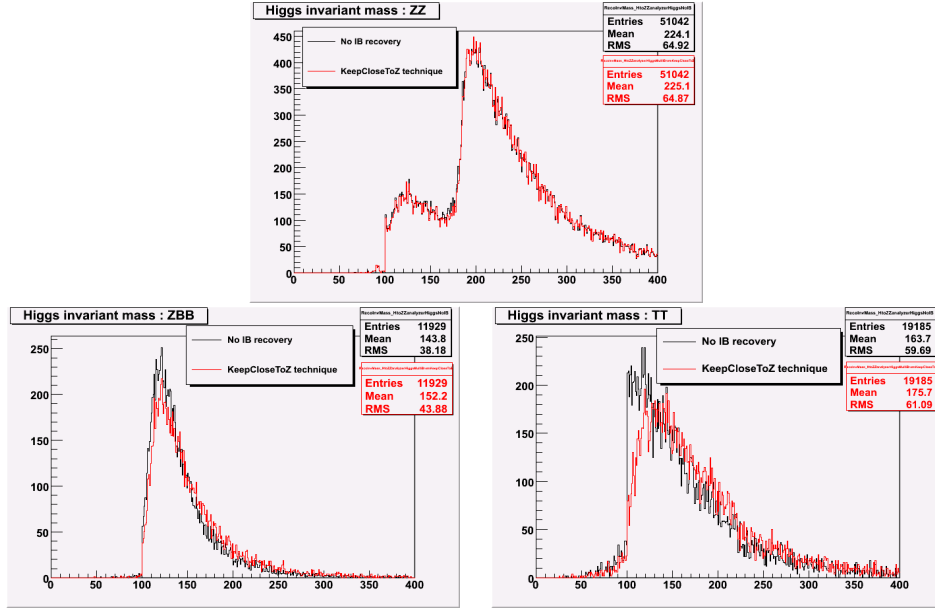 Higgs invariant mass : ZZ
No IB recovery
KeepCloseToZ technique
RecoInvMass_HtoZZanalyzerHiggsNoIB
Entries 51042
Mean 224.1
RMS 64.92
Entries 51042
Mean 225.1
RMS 64.87
450
400
350
300
250
200
150
100
50
0
0 50 100 150 200 250 300 350 400
Higgs invariant mass : ZBB
No IB recovery
KeepCloseToZ technique
RecoInvMass_HtoZZanalyzerHiggsNoIB
Entries 11929
Mean 143.8
RMS 38.18
Entries 11929
Mean 152.2
RMS 43.88
250
200
150
100
50
0
0 50 100 150 200 250 300 350 400
Higgs invariant mass : TT
No IB recovery
KeepCloseToZ technique
RecoInvMass_HtoZZanalyzerHiggsNoIB
Entries 19185
Mean 163.7
RMS 59.69
Entries 19185
Mean 175.7
RMS 61.09
250
200
150
100
50
0
0 50 100 150 200 250 300 350 400